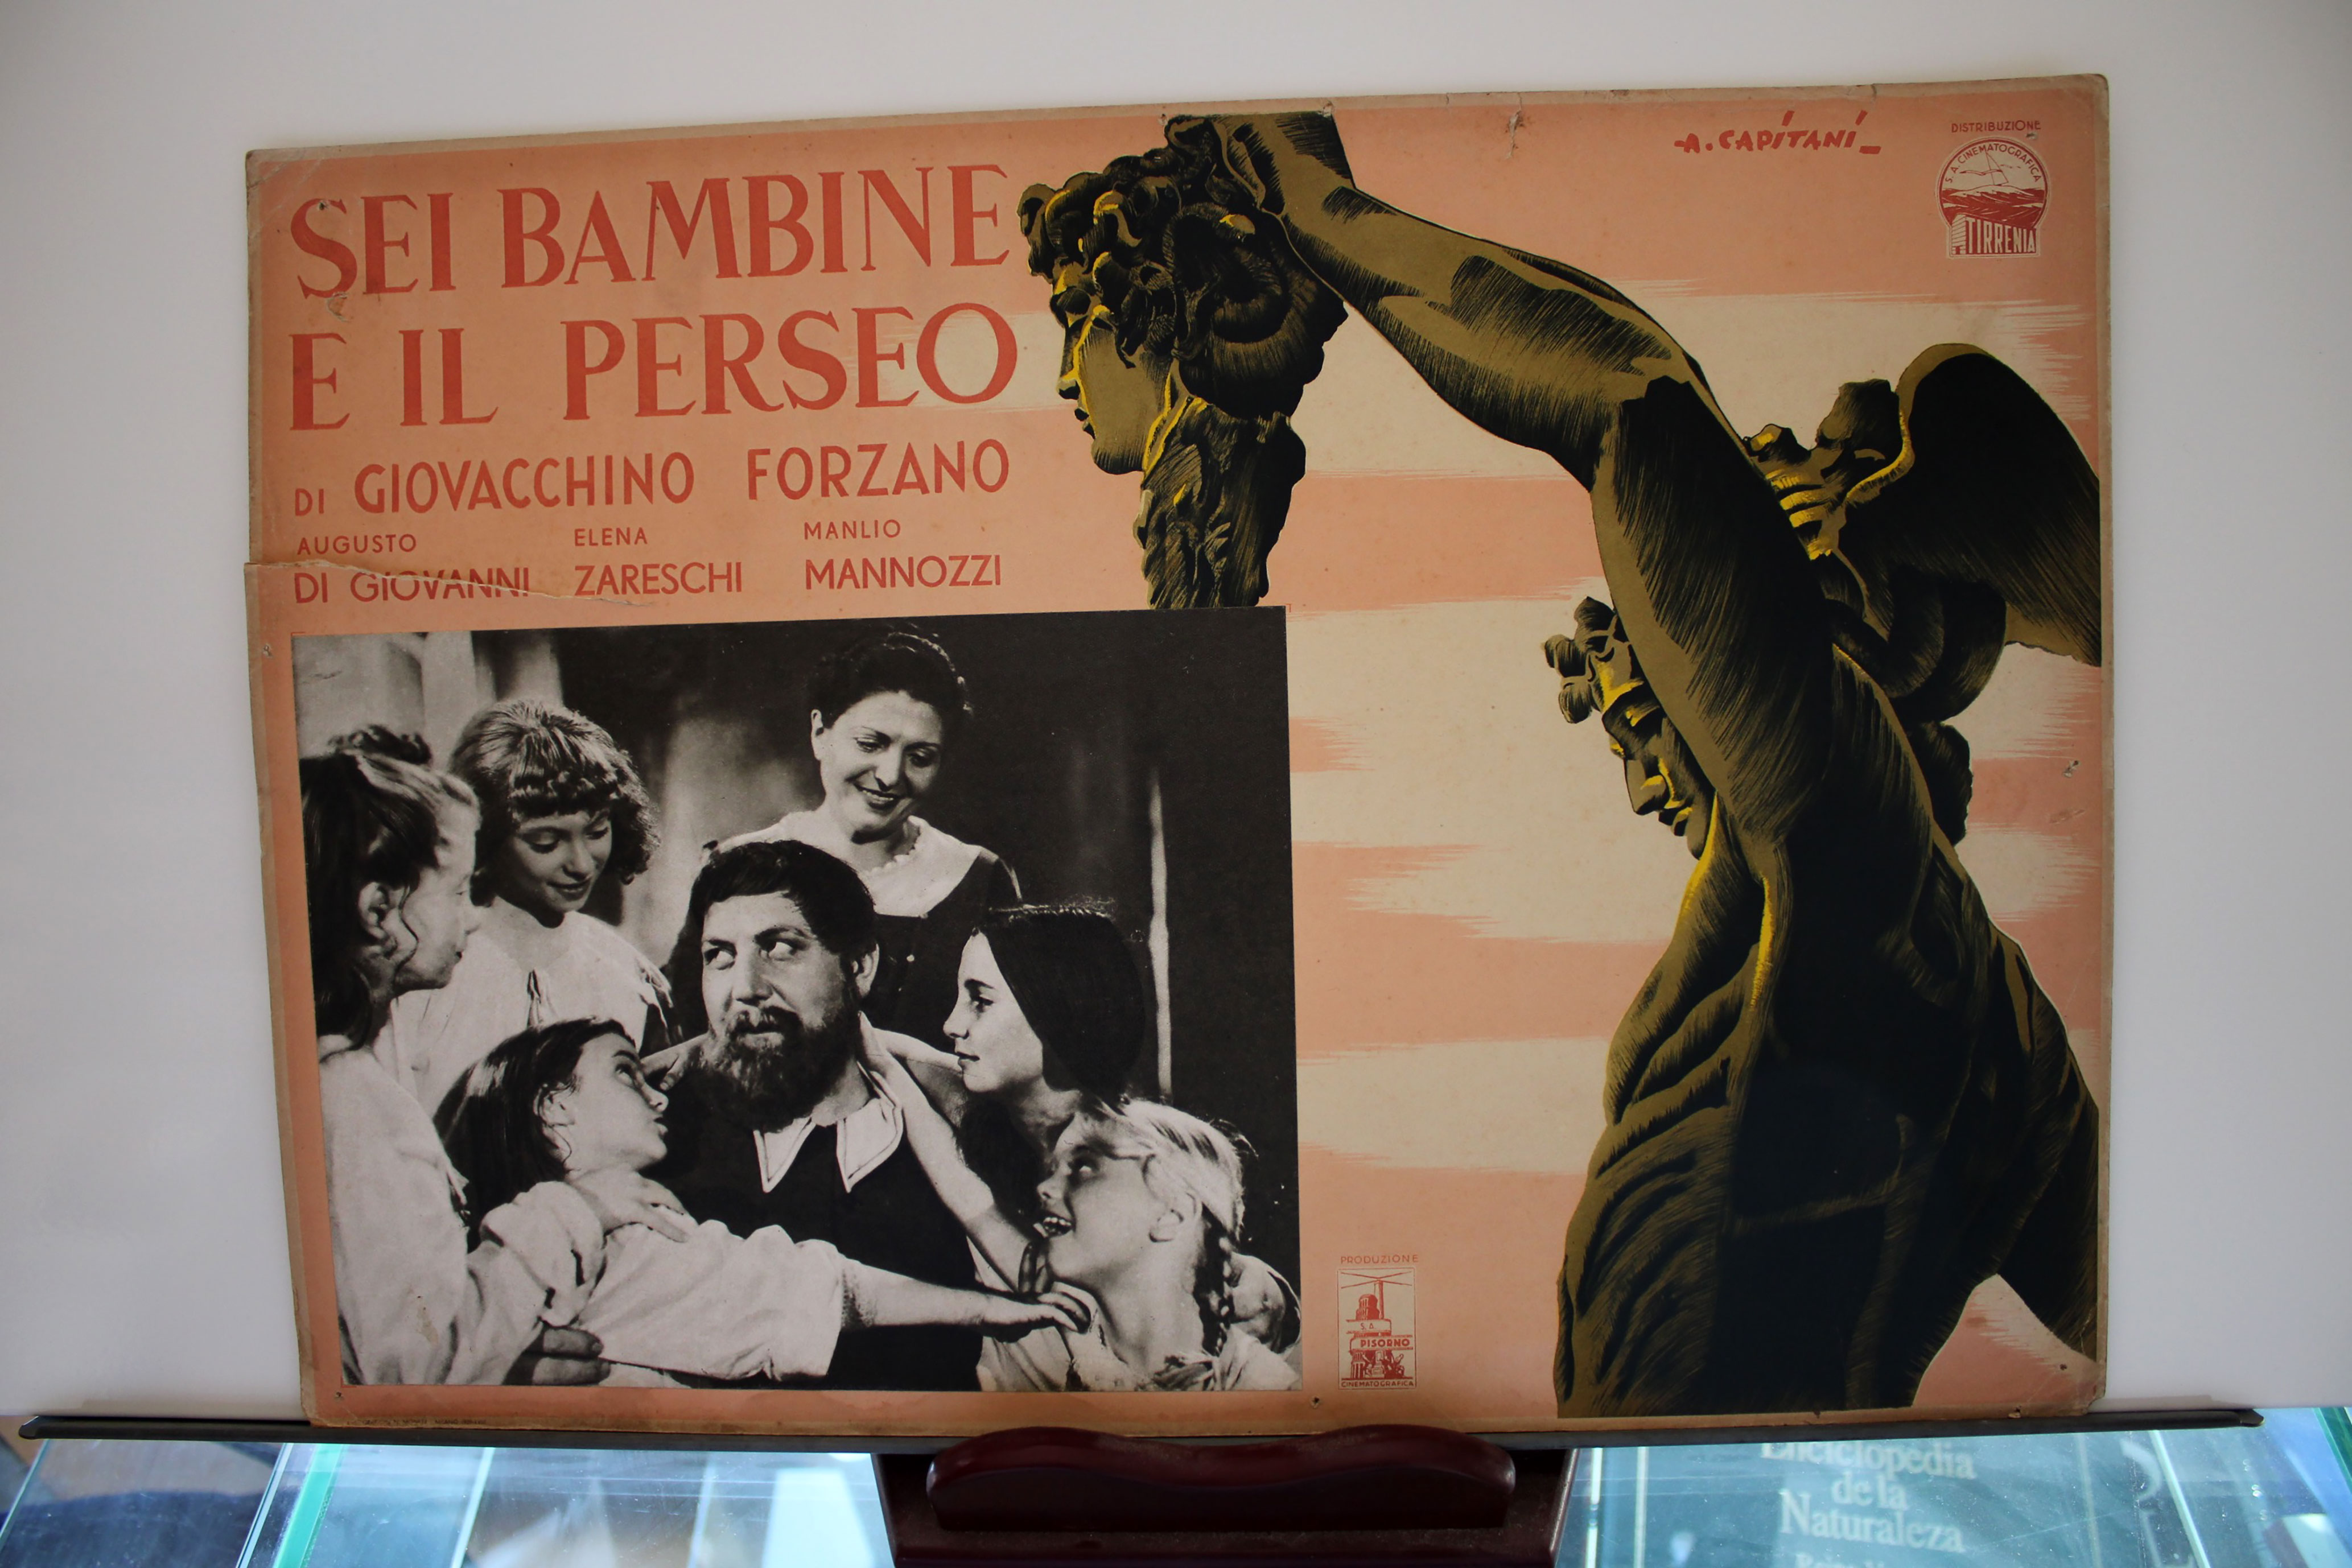 SEI BAMBINE
E IL PERSEO
DI GIOVACCHINO FORZANO
AUGUSTO ELENA MANLIO
DI GIOVANNI ZARESCHI MANNOZZI
A. CAPITANI
DISTRIBUZIONE
S. A. CINEMATOGRAFICA
TIRRENIA
PRODUZIONE
S. A.
PISORNO
CINEMATOGRAFICA
Enciclopedia
de la
Naturaleza